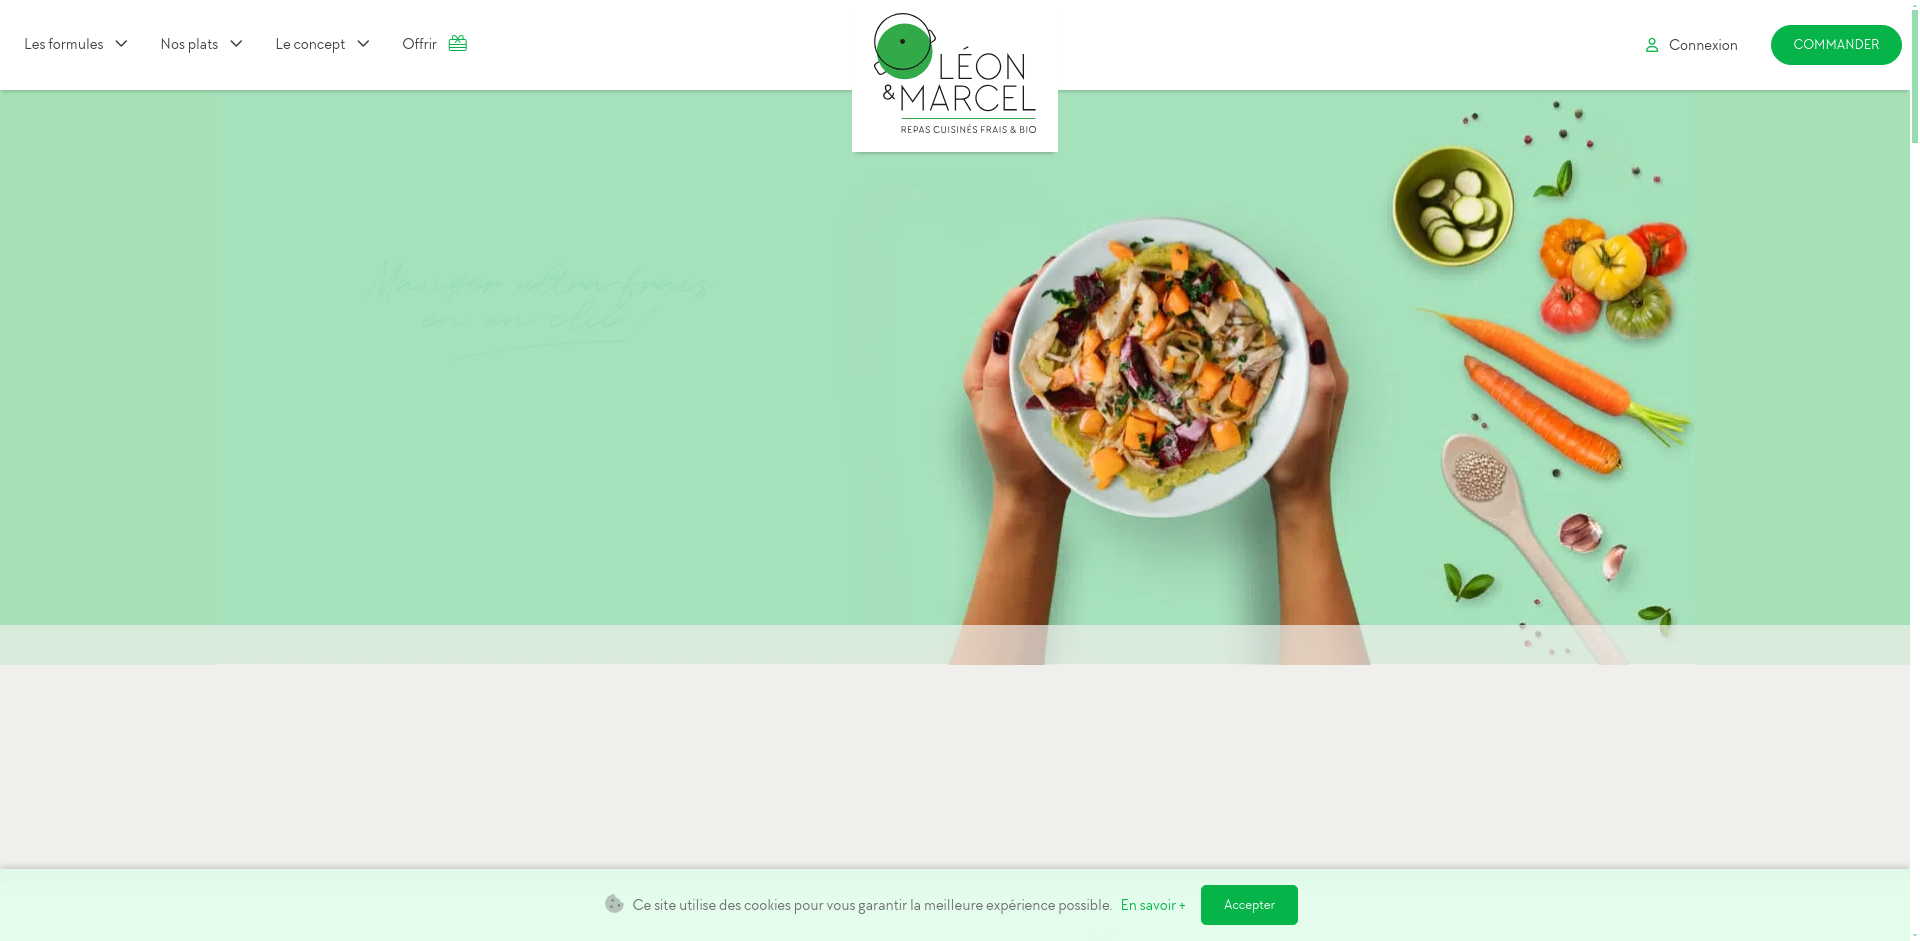 Les formules
Nos plats
Le concept
Offrir
LÉON
& MARCEL
REPAS CUISINÉS FRAIS & BIO
Connexion
COMMANDER
Manger ultra-frais
en un clic !
Ce site utilise des cookies pour vous garantir la meilleure expérience possible. En savoir +
Accepter